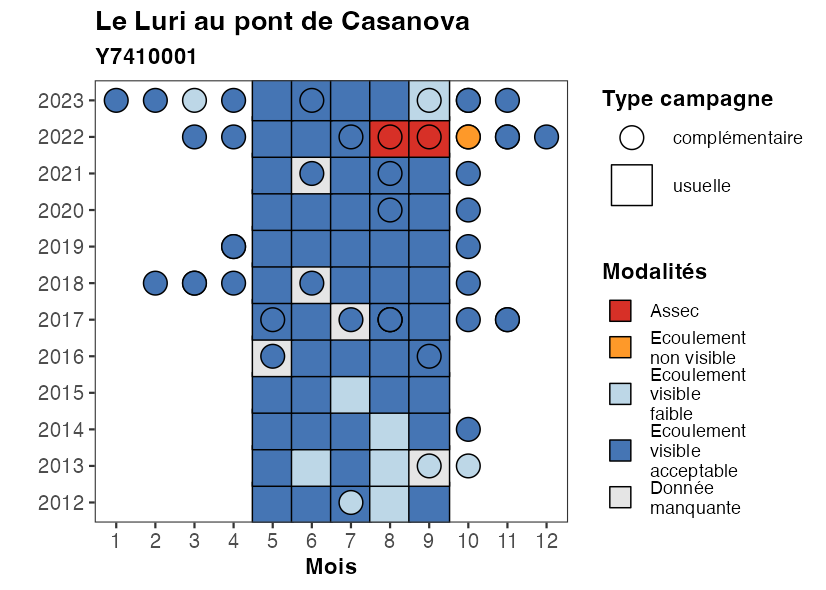 Le Luri au pont de Casanova
Y7410001
2023
2022
2021
2020
2019
2018
2017
2016
2015
2014
2013
2012
1 2 3 4 5 6 7 8 9 10 11 12
Mois
Type campagne
complémentaire
usuelle
Modalités
Assec
Ecoulement
non visible
Ecoulement
visible
faible
Ecoulement
visible
acceptable
Donnée
manquante